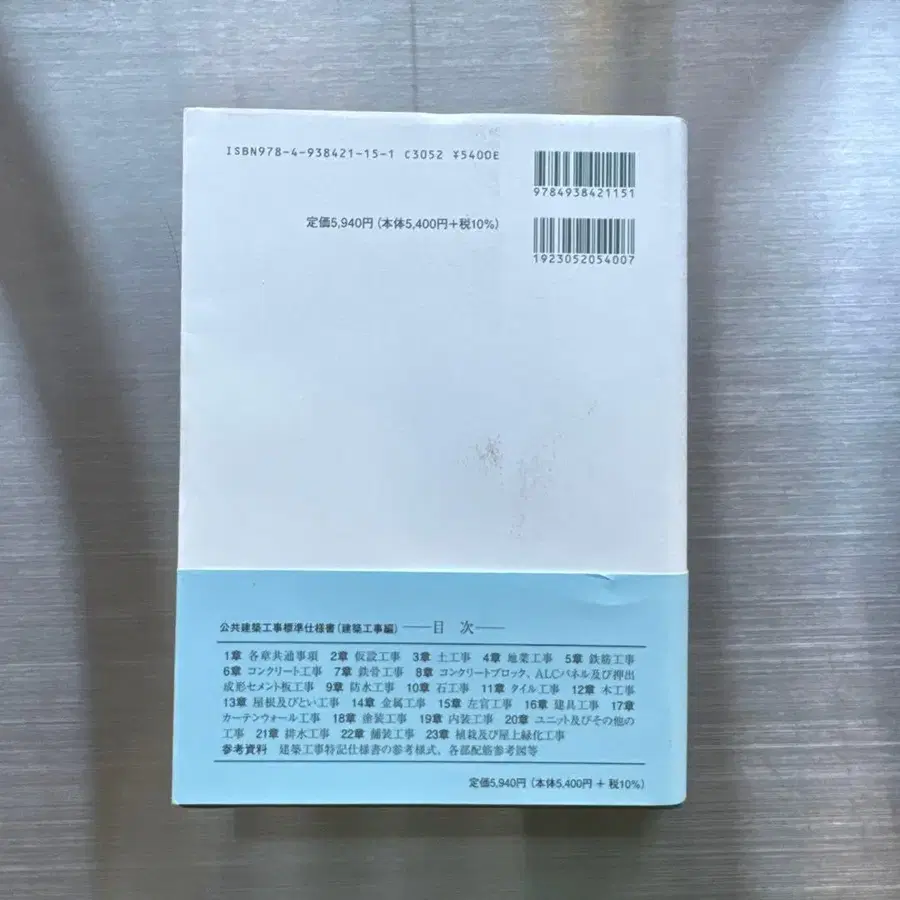 ISBN978-4-938421-15-1 C3052 ¥5400E
9784938421151
定価5,940円(本体5,400円+税10%)
1923052054007
公共建築工事標準仕様書(建築工事編)――目 次――
1章 各章共通事項 2章 仮設工事 3章 土工事 4章 地業工事 5章 鉄筋工事
6章 コンクリート工事 7章 鉄骨工事 8章 コンクリートブロック、ALCパネル及び押出
成形セメント板工事 9章 防水工事 10章 石工事 11章 タイル工事 12章 木工事
13章 屋根及びとい工事 14章 金属工事 15章 左官工事 16章 建具工事 17章
カーテンウォール工事 18章 塗装工事 19章 内装工事 20章 ユニット及びその他の
工事 21章 排水工事 22章 舗装工事 23章 植栽及び屋上緑化工事
参考資料 建築工事特記仕様書の参考様式、各部配筋参考図等
定価5,940円(本体5,400円+税10%)